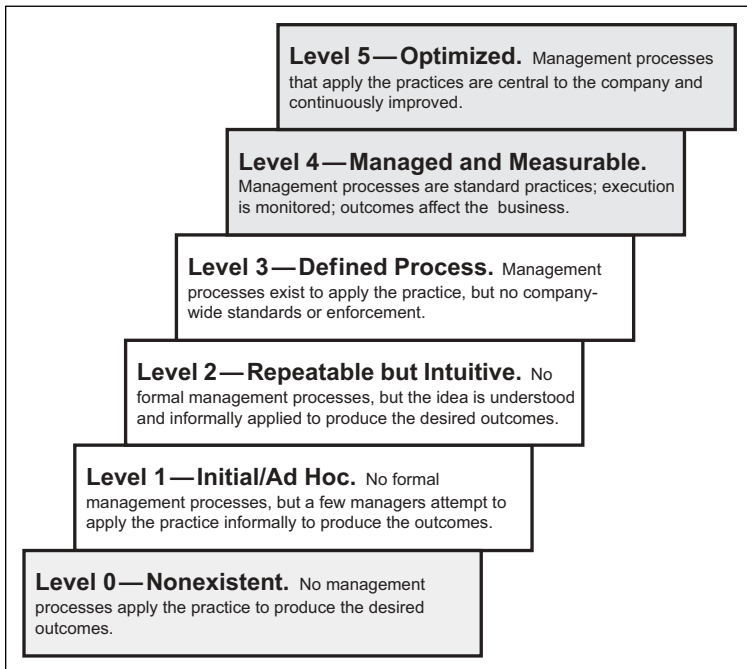 Level 5—Optimized. Management processes
that apply the practices are central to the company and
continuously improved.
Level 4—Managed and Measurable.
Management processes are standard practices; execution
is monitored; outcomes affect the  business.
Level 3—Defined Process. Management
processes exist to apply the practice, but no company-
wide standards or enforcement.
Level 2—Repeatable but Intuitive. No
formal management processes, but the idea is understood
and informally applied to produce the desired outcomes.
Level 1—Initial/Ad Hoc. No formal
management processes, but a few managers attempt to
apply the practice informally to produce the outcomes.
Level 0—Nonexistent. No management
processes apply the practice to produce the desired
outcomes.